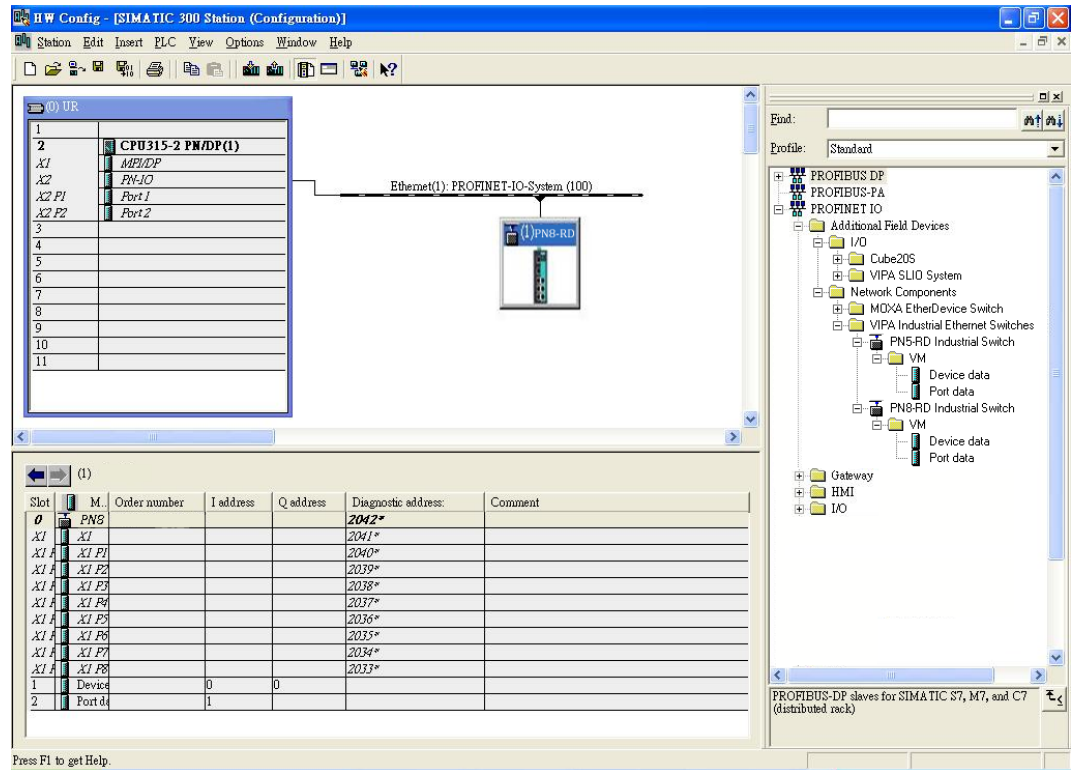 HW Config - [SIMATIC 300 Station (Configuration)]
Station Edit Insert PLC View Options Window Help
(0) UR
1
2 CPU315-2 PN/DP(1)
X1 MPI/DP
X2 PN-IO
X2 P1 Port 1
X2 P2 Port 2
3
4
5
6
7
8
9
10
11
Ethernet(1): PROFINET-IO-System (100)
(1)PN8-RD
Find:
Profile: Standard
PROFIBUS DP
PROFIBUS-PA
PROFINET IO
Additional Field Devices
I/O
Cube20S
VIPA SLIO System
Network Components
MOXA EtherDevice Switch
VIPA Industrial Ethernet Switches
PN5-RD Industrial Switch
VM
Device data
Port data
PN8-RD Industrial Switch
VM
Device data
Port data
Gateway
HMI
I/O
PROFIBUS-DP slaves for SIMATIC S7, M7, and C7
(distributed rack)
(1)
Slot M... Order number I address Q address Diagnostic address: Comment
0 PN8 2042*
X1 X1 2041*
X1 P X1 P1 2040*
X1 P X1 P2 2039*
X1 P X1 P3 2038*
X1 P X1 P4 2037*
X1 P X1 P5 2036*
X1 P X1 P6 2035*
X1 P X1 P7 2034*
X1 P X1 P8 2033*
1 Device 0 0
2 Port da 1
Press F1 to get Help.